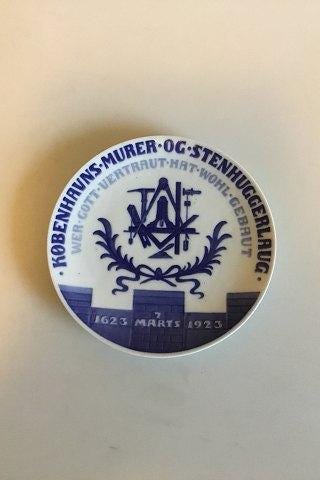 · KØBENHAVNS · MURER · OG · STENHUGGERLAUG ·
WER · GOTT · VERTRAUT · HAT · WOHL · GEBAUT
1623 7 MARTS 1923